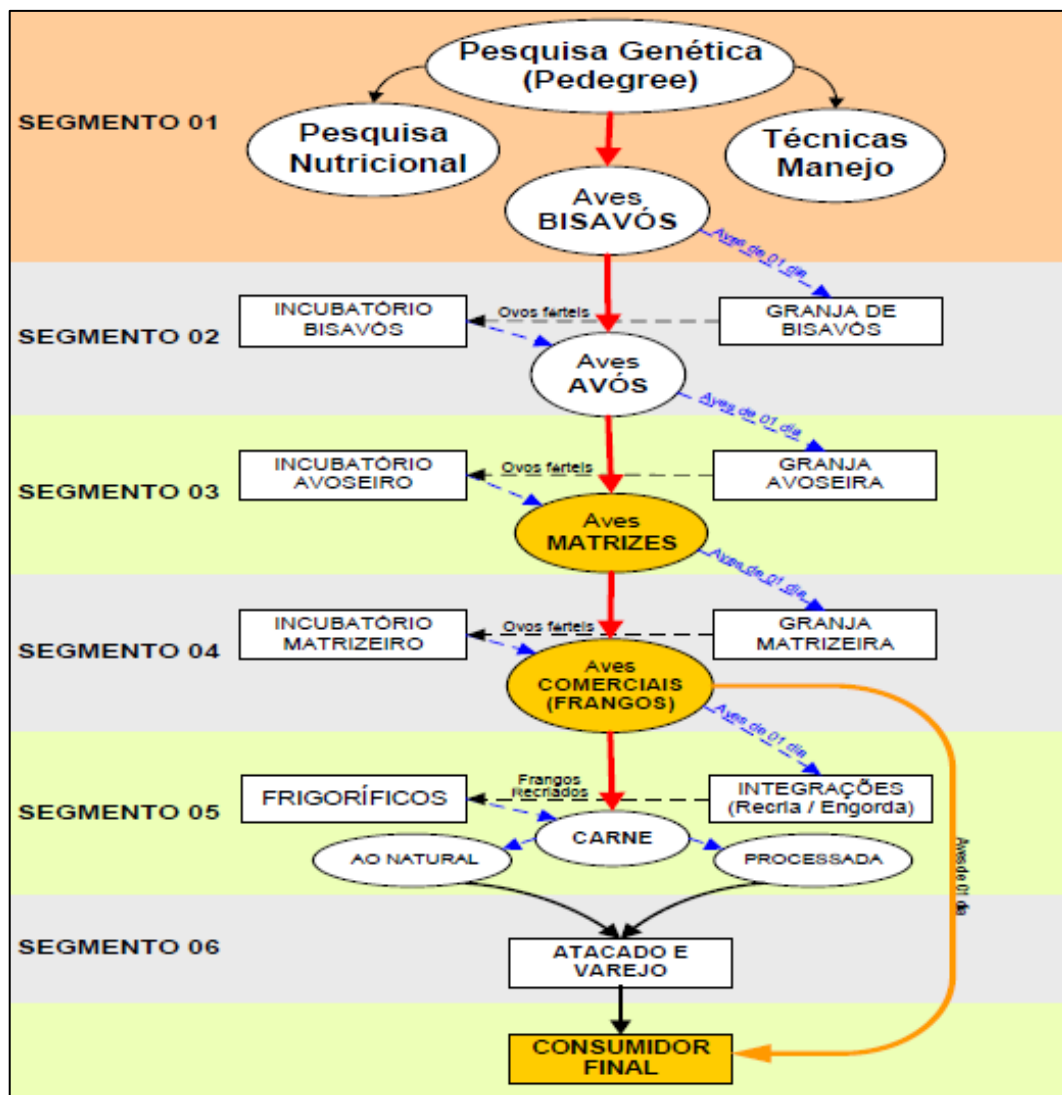 Pesquisa Genética
(Pedegree)
SEGMENTO 01
Pesquisa
Nutricional
Técnicas
Manejo
Aves
BISAVÓS
Aves de 01 dia
SEGMENTO 02
INCUBATÓRIO
BISAVÓS
Ovos férteis
GRANJA DE
BISAVÓS
Aves
AVÓS
Aves de 01 dia
SEGMENTO 03
INCUBATÓRIO
AVOSEIRO
Ovos férteis
GRANJA
AVOSEIRA
Aves
MATRIZES
Aves de 01 dia
SEGMENTO 04
INCUBATÓRIO
MATRIZEIRO
Ovos férteis
GRANJA
MATRIZEIRA
Aves
COMERCIAIS
(FRANGOS)
Aves de 01 dia
SEGMENTO 05
FRIGORÍFICOS
Frangos
Recriados
INTEGRAÇÕES
(Recria / Engorda)
CARNE
AO NATURAL
PROCESSADA
Aves de 01 dia
SEGMENTO 06
ATACADO E
VAREJO
CONSUMIDOR
FINAL